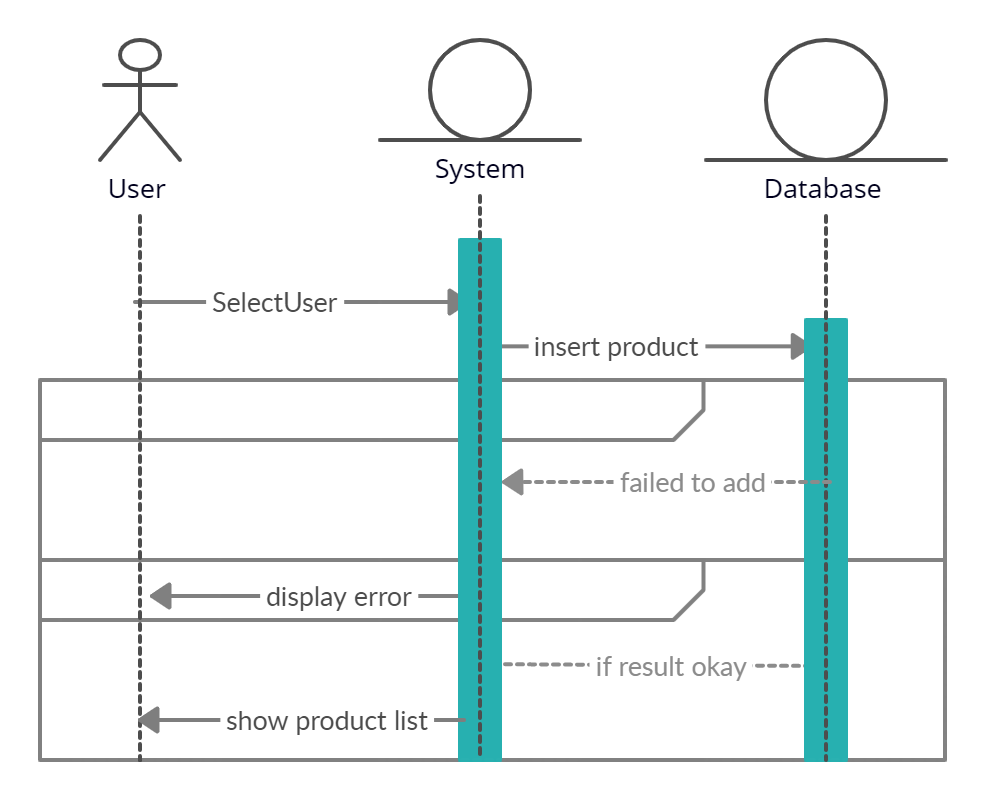 User
System
Database
SelectUser
insert product
failed to add
display error
if result okay
show product list